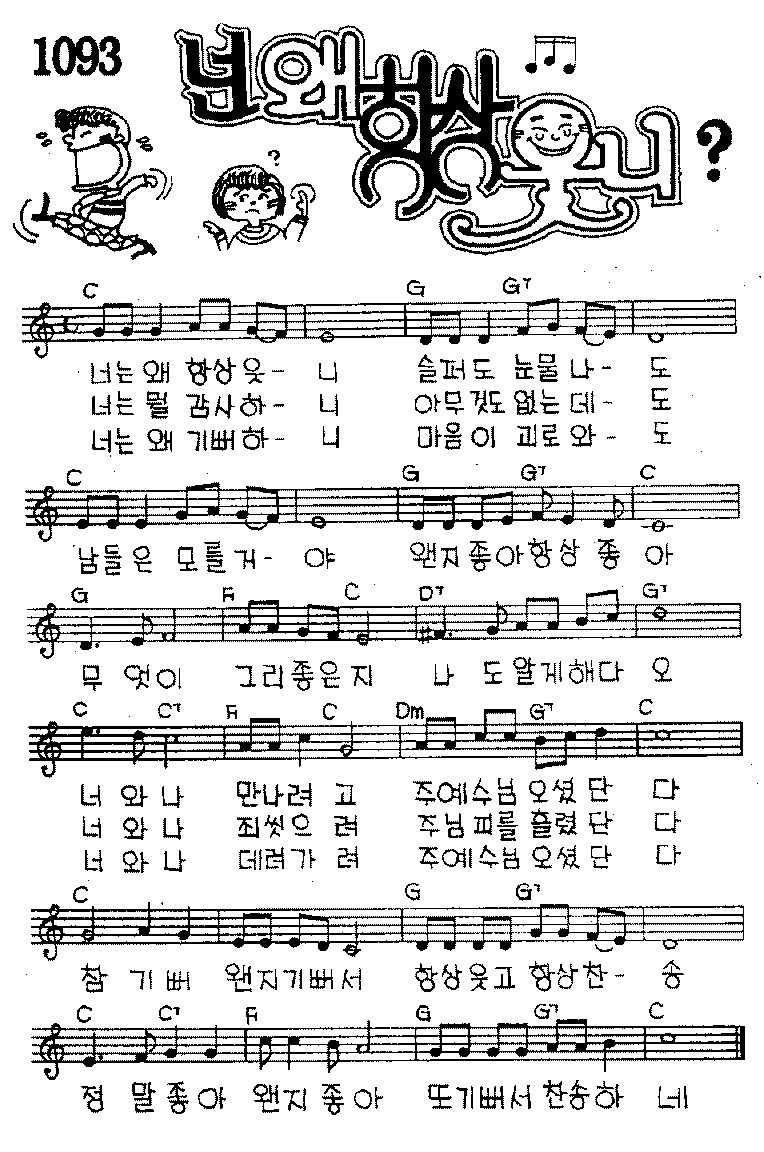 1093
넌 왜 항상 웃니?
?
C G G7
너는 왜 항상 웃- 니 슬퍼도 눈물 나- 도
너는 뭘 감사하- 니 아무것도 없는 데- 도
너는 왜 기뻐하- 니 마음이 괴로 와- 도
C G G7 C
남들은 모를 거- 야 왠지 좋아 항상 좋 아
G F C D7 G7
무 엇이 그리 좋은 지 나 도 알게 해다 오
C C7 F C Dm G7 C
너 와 나 만나려 고 주예수님 오셨 단 다
너 와 나 죄씻으 려 주님 피를 흘렸 단 다
너 와 나 데려가 려 주예수님 오셨 단 다
C G G7
참 기 뻐 왠지 기뻐서 항상 웃고 항상 찬- 송
C C7 F G G7 C
정 말 좋 아 왠 지 좋 아 또 기뻐서 찬송하 네